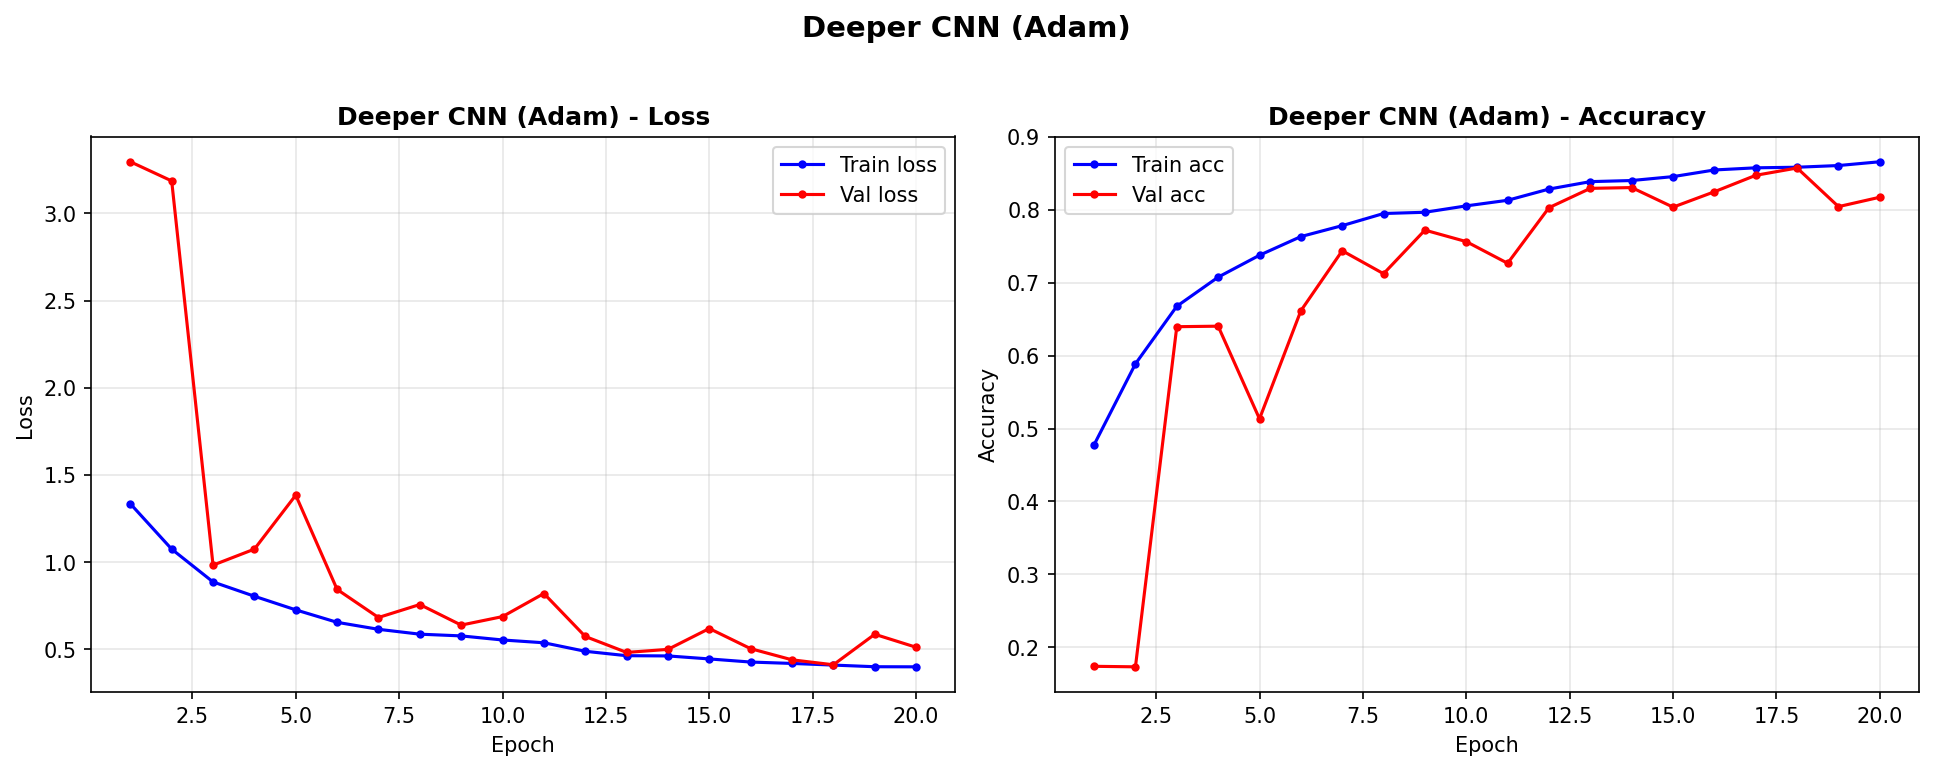 Deeper CNN (Adam)
Deeper CNN (Adam) - Loss
Train loss
Val loss
3.0
2.5
2.0
1.5
1.0
0.5
Loss
2.5 5.0 7.5 10.0 12.5 15.0 17.5 20.0
Epoch
Deeper CNN (Adam) - Accuracy
Train acc
Val acc
0.9
0.8
0.7
0.6
0.5
0.4
0.3
0.2
Accuracy
2.5 5.0 7.5 10.0 12.5 15.0 17.5 20.0
Epoch